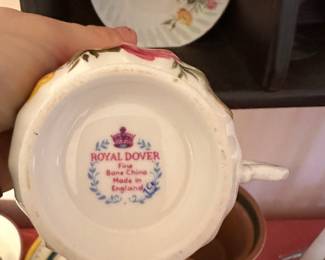 ROYAL DOVER
Fine
Bone China
Made in
England